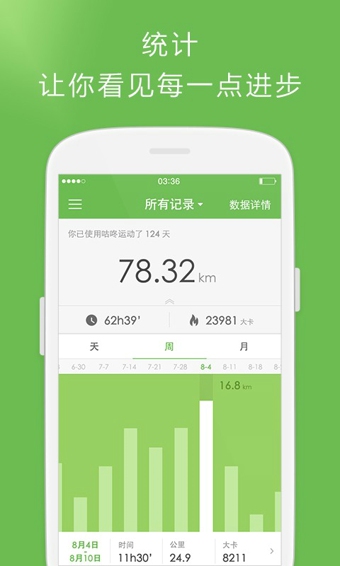 统计
让你看见每一点进步
03:36
所有记录
数据详情
你已使用咕咚运动了 124 天
78.32 km
62h39'
23981 大卡
天 周 月
6-30 7-7 7-14 7-21 7-28 8-4 8-11 8-18
16.8 km
8月4日 时间 公里 大卡
8月10日 11h30' 24.9 8211